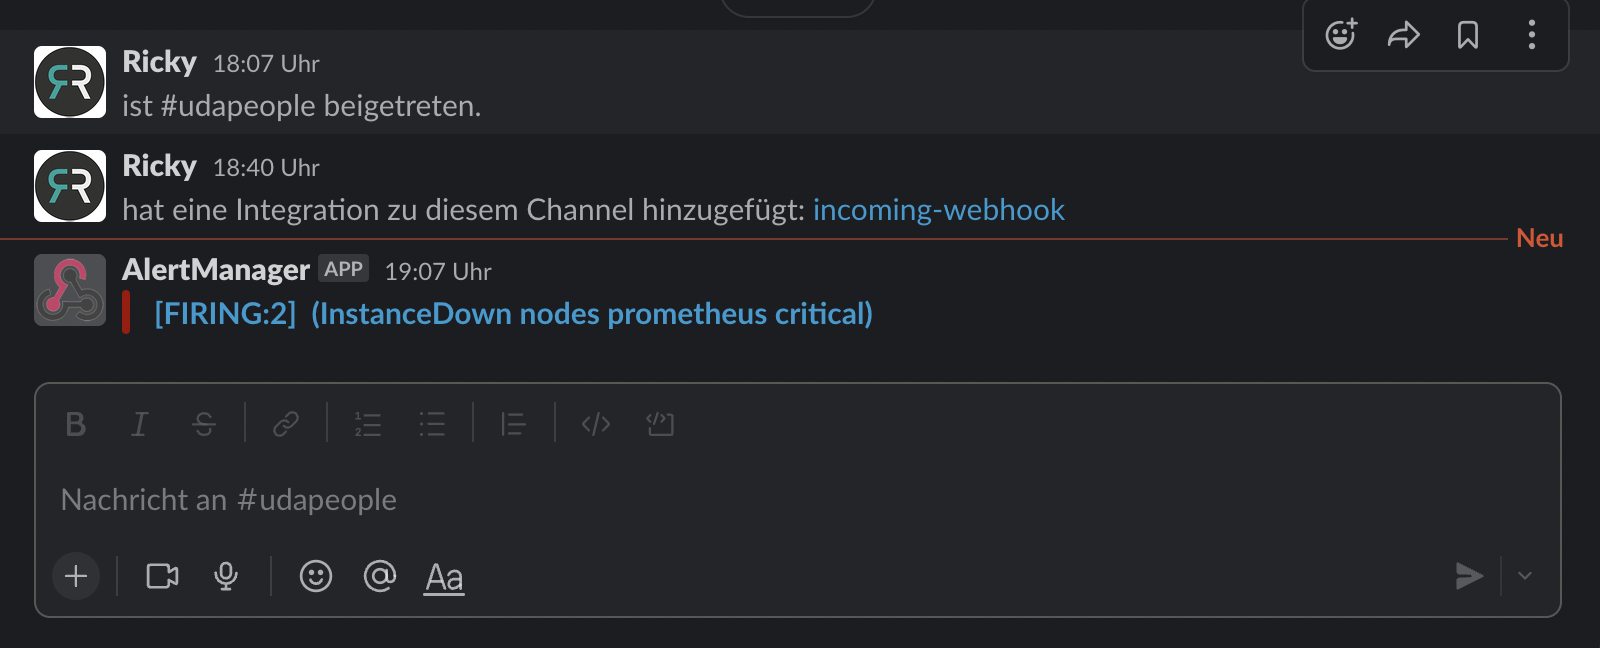 Ricky 18:07 Uhr
ist #udapeople beigetreten.
Ricky 18:40 Uhr
hat eine Integration zu diesem Channel hinzugefügt: incoming-webhook
Neu
AlertManager APP 19:07 Uhr
[FIRING:2] (InstanceDown nodes prometheus critical)
Nachricht an #udapeople
Aa